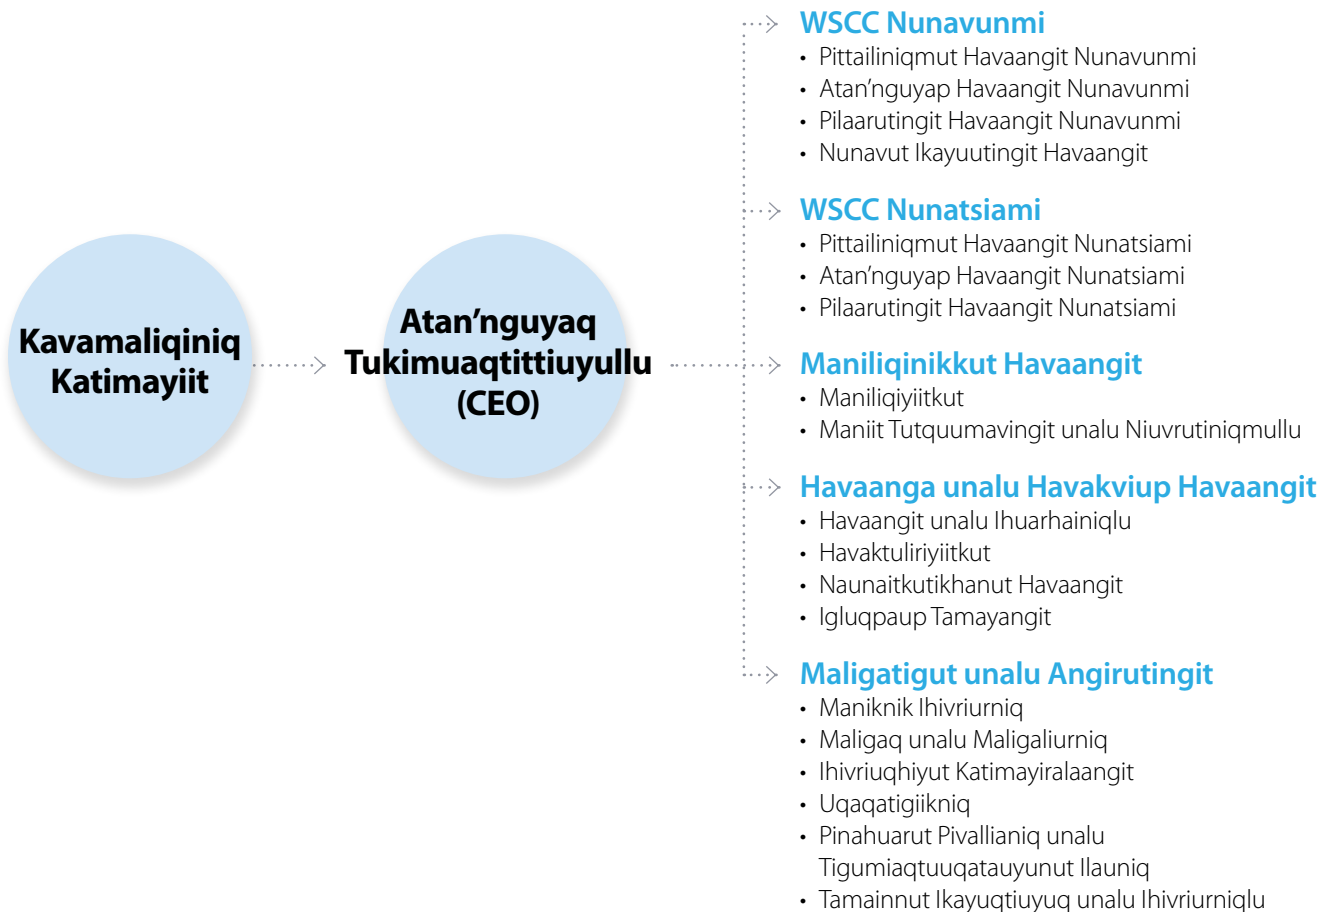 Kavamaliqiniq
Katimayiit
Atan’nguyaq
Tukimuaqtittiuyullu
(CEO)
WSCC Nunavunmi
• Pittailiniqmut Havaangit Nunavunmi
• Atan’nguyap Havaangit Nunavunmi
• Pilaarutingit Havaangit Nunavunmi
• Nunavut Ikayuutingit Havaangit
WSCC Nunatsiami
• Pittailiniqmut Havaangit Nunatsiami
• Atan’nguyap Havaangit Nunatsiami
• Pilaarutingit Havaangit Nunatsiami
Maniliqinikkut Havaangit
• Maniliqiyiitkut
• Maniit Tutquumavingit unalu Niuvrutiniqmullu
Havaanga unalu Havakviup Havaangit
• Havaangit unalu Ihuarhainiqlu
• Havaktuliriyiitkut
• Naunaitkutikhanut Havaangit
• Igluqpaup Tamayangit
Maligatigut unalu Angirutingit
• Maniknik Ihivriurniq
• Maligaq unalu Maligaliurniq
• Ihivriuqhiyut Katimayiralaangit
• Uqaqatigiikniq
• Pinahuarut Pivallianiq unalu
Tigumiaqtuuqatauyunut Ilauniq
• Tamainnut Ikayuqtiuyuq unalu Ihivriurniqlu